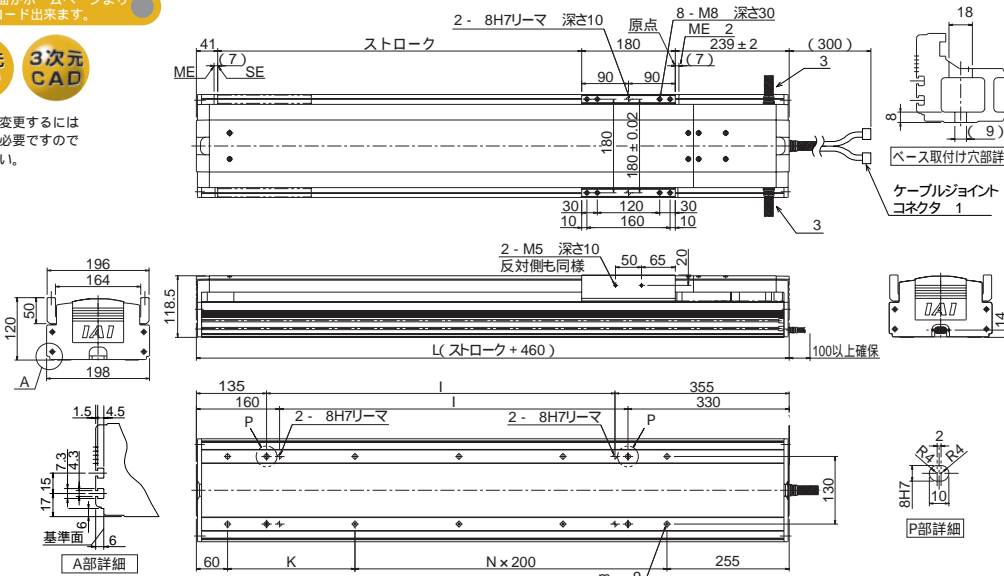 ロード出来ます。
3次元
CAD
変更するには
必要ですので
い。
41
ストローク
2 - 8H7リーマ 深さ10
原点
8 - M8 深さ30
ME 2
180
239±2
(300)
(7)
(7)
ME
SE
90
90
3
180
180±0.02
30
120
30
10
160
10
3
ケーブルジョイント
コネクタ 1
18
8
(9)
ベース取付け穴部詳
196
164
50
120
IAI
198
A
2 - M5 深さ10
反対側も同様
50
65
20
118.5
L(ストローク+460)
100以上確保
IAI
14
135
l
355
160
l
330
P
2 - 8H7リーマ
2 - 8H7リーマ
P
130
60
K
N×200
255
1.5
4.5
7.3
4.3
15
17
6
基準面
6
A部詳細
2
R4
R4
8H7
10
P部詳細